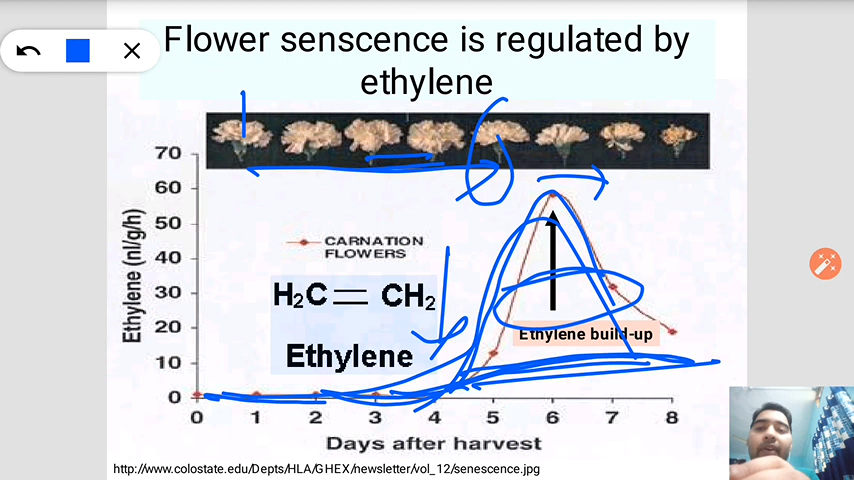 Flower senscence is regulated by
ethylene
70
60
50
40
30
20
10
0
Ethylene (nl/g/h)
CARNATION
FLOWERS
H₂C══ CH₂
Ethylene
Ethylene build-up
0 1 2 3 4 5 6 7 8
Days after harvest
http://www.colostate.edu/Depts/HLA/GHEX/newsletter/vol_12/senescence.jpg